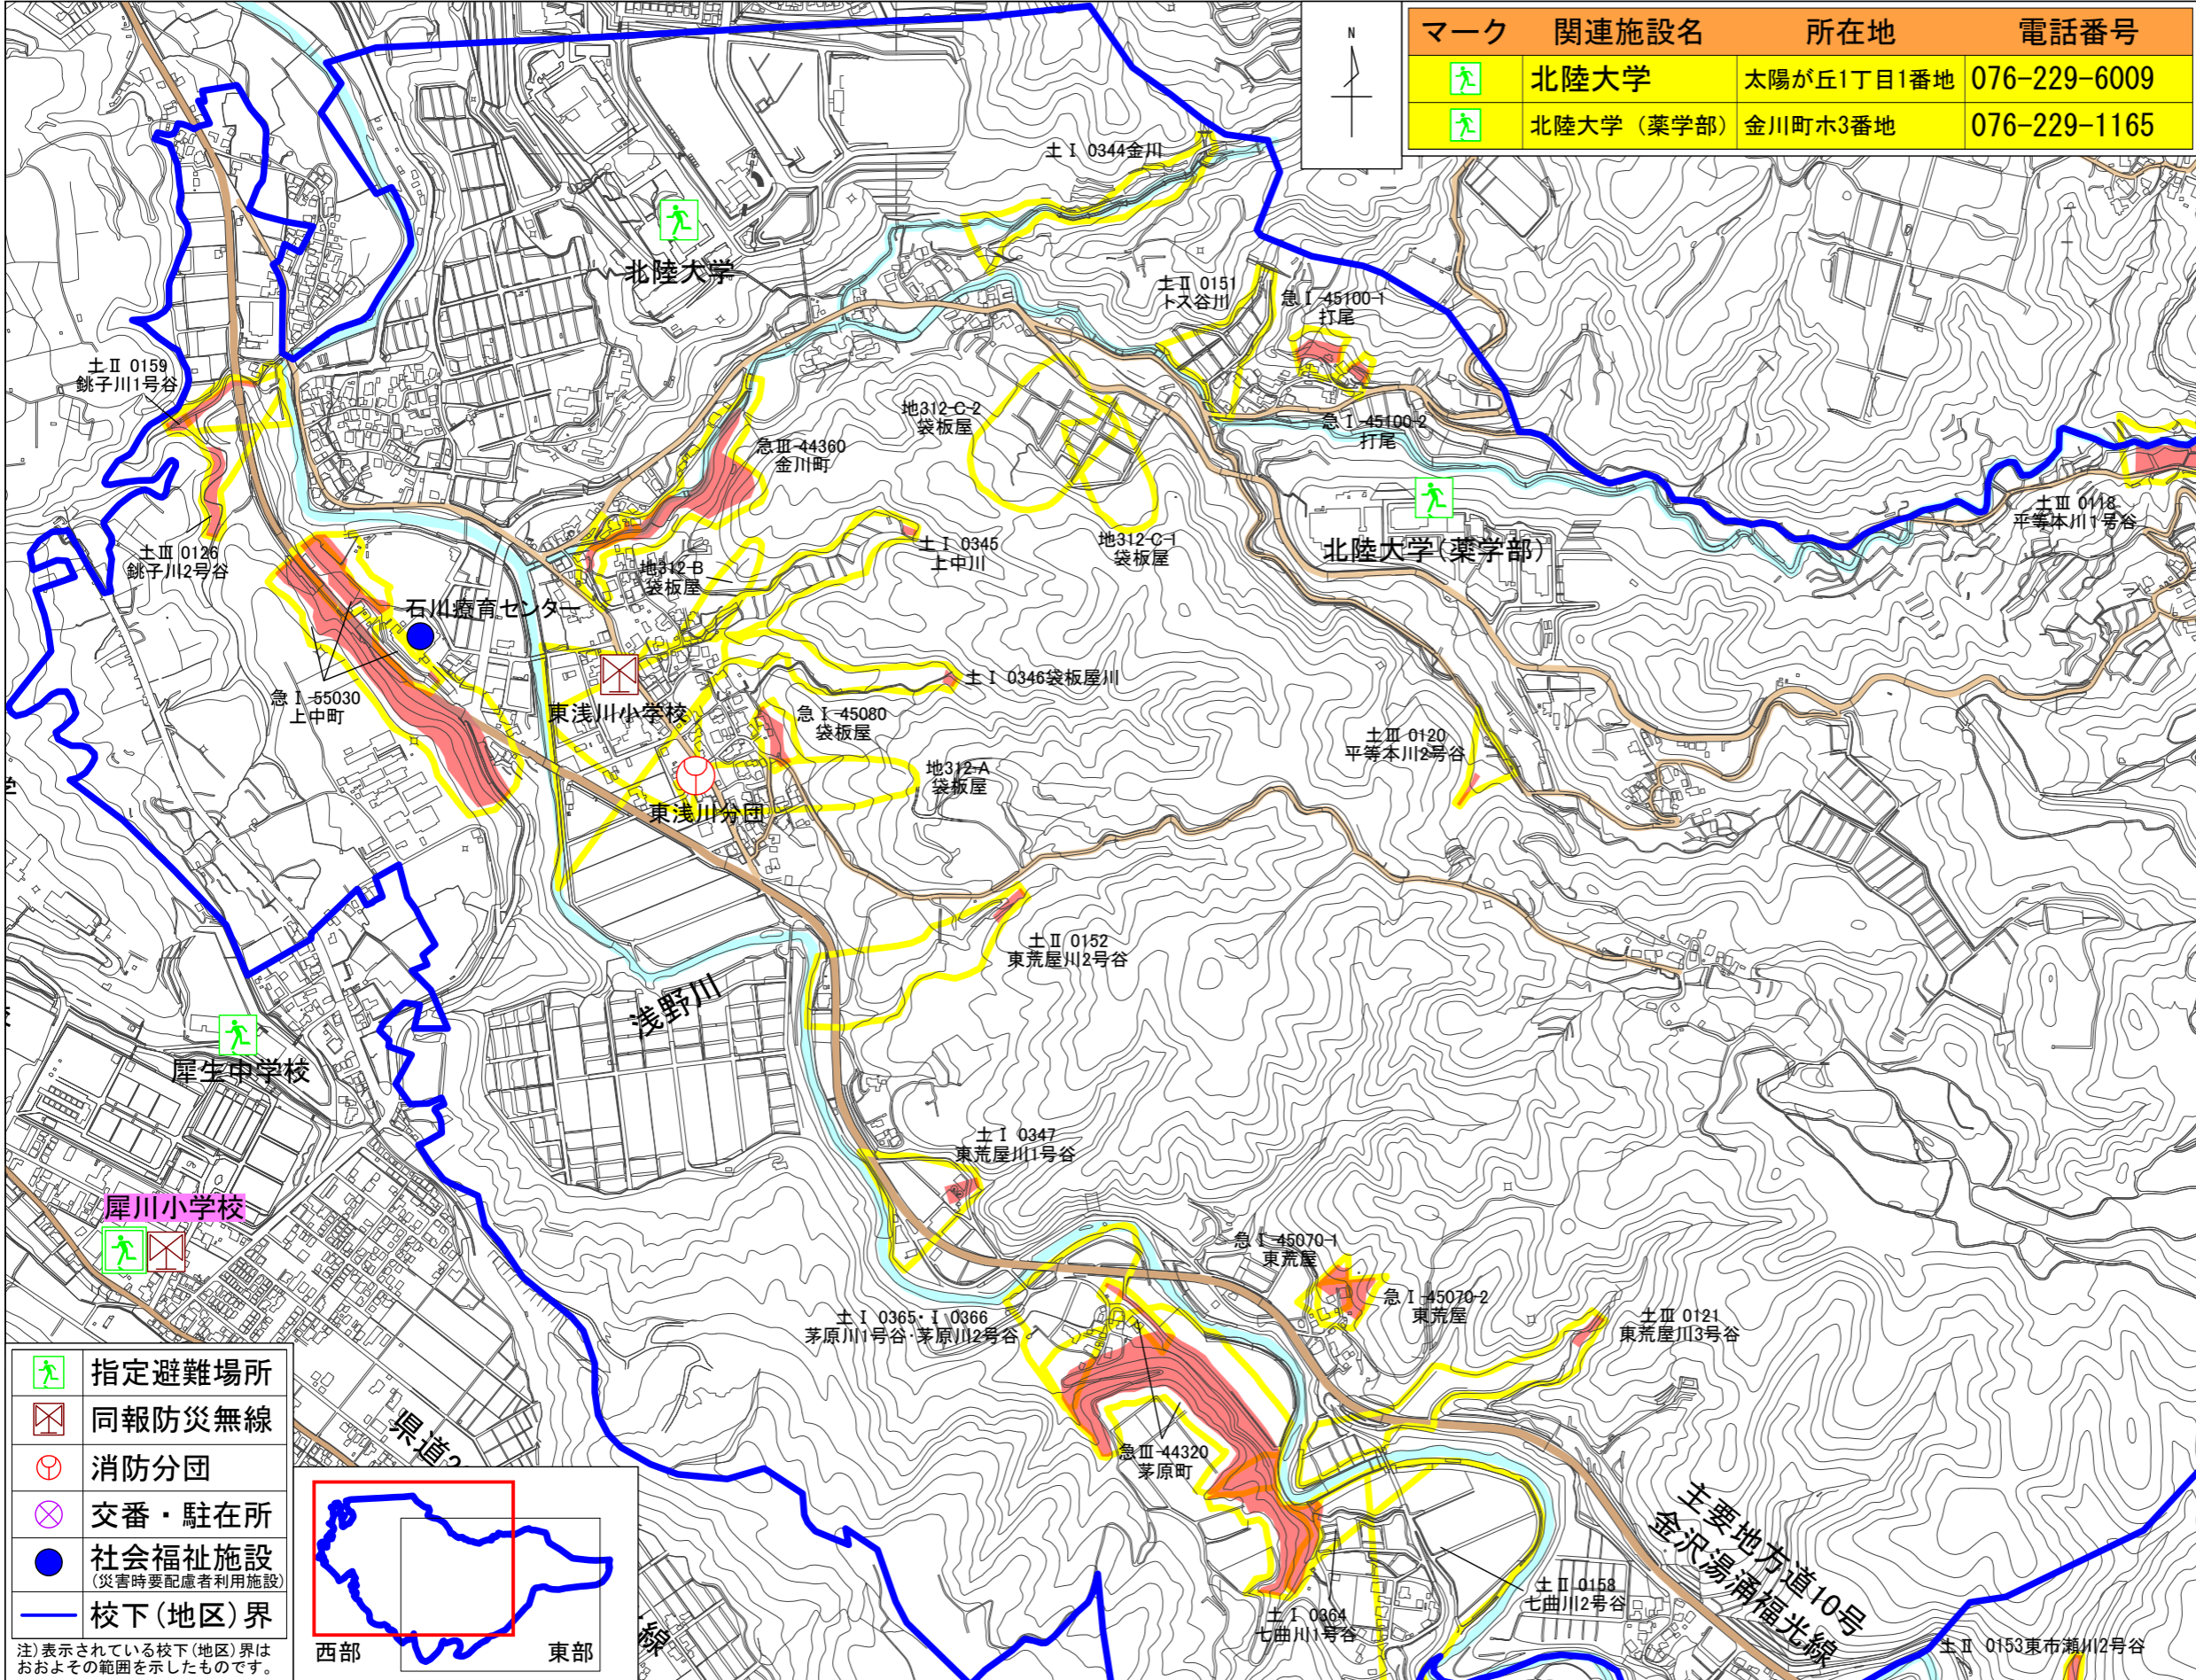 マーク 関連施設名 所在地 電話番号
北陸大学 太陽が丘1丁目1番地 076-229-6009
北陸大学（薬学部） 金川町ホ3番地 076-229-1165
N
土Ⅰ 0344金川
北陸大学
土Ⅱ 0151
トス谷川
急Ⅰ-45100-1
打尾
土Ⅱ 0159
銚子川1号谷
地312-C-2
袋板屋
急Ⅰ-45100-2
打尾
急Ⅲ-44360
金川町
土Ⅲ 0118
平等本川1号谷
土Ⅲ 0126
銚子川2号谷
土Ⅰ 0345
上中川
地312-C-1
袋板屋
北陸大学(薬学部)
地312-B
袋板屋
石川療育センター
土Ⅰ 0346袋板屋川
急Ⅰ-55030
上中町
東浅川小学校
急Ⅰ-45080
袋板屋
土Ⅲ 0120
平等本川2号谷
地312-A
袋板屋
東浅川分団
土Ⅱ 0152
東荒屋川2号谷
浅野川
犀生中学校
土Ⅰ 0347
東荒屋川1号谷
犀川小学校
急Ⅰ-45070-1
東荒屋
急Ⅰ-45070-2
東荒屋
土Ⅰ 0365・Ⅰ 0366
茅原川1号谷・茅原川2号谷
土Ⅲ 0121
東荒屋川3号谷
急Ⅲ-44320
茅原町
主要地方道10号
金沢湯涌福光線
土Ⅱ 0158
七曲川2号谷
土Ⅰ 0364
七曲川1号谷
土Ⅱ 0153東市瀬川2号谷
県道2
線
指定避難場所
同報防災無線
消防分団
交番・駐在所
社会福祉施設
(災害時要配慮者利用施設)
校下(地区)界
注)表示されている校下(地区)界は
おおよその範囲を示したものです。
西部 東部